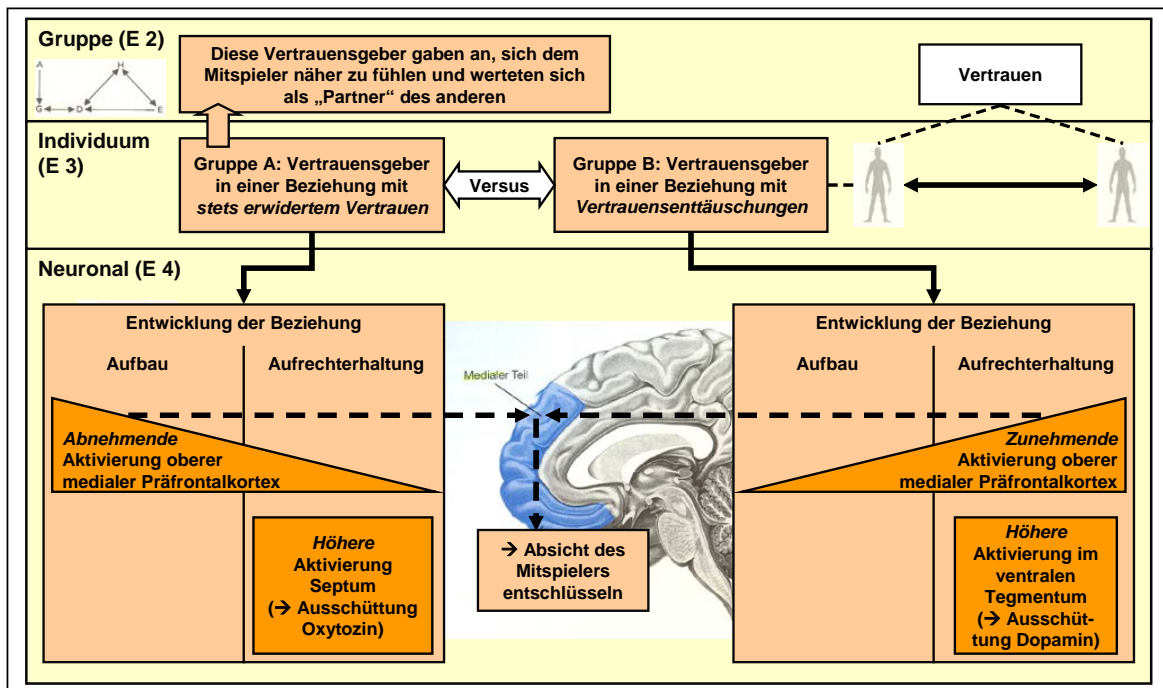 Gruppe (E 2)
A
H
G
D
E
Diese Vertrauensgeber gaben an, sich dem
Mitspieler näher zu fühlen und werteten sich
als „Partner“ des anderen
Vertrauen
Individuum
(E 3)
Gruppe A: Vertrauensgeber
in einer Beziehung mit
stets erwidertem Vertrauen
Versus
Gruppe B: Vertrauensgeber
in einer Beziehung mit
Vertrauensenttäuschungen
Neuronal (E 4)
Entwicklung der Beziehung
Aufbau
Aufrechterhaltung
Abnehmende
Aktivierung oberer
medialer Präfrontalkortex
Höhere
Aktivierung
Septum
(→ Ausschüttung
Oxytozin)
Medialer Teil
→ Absicht des
Mitspielers
entschlüsseln
Entwicklung der Beziehung
Aufbau
Aufrechterhaltung
Zunehmende
Aktivierung oberer
medialer Präfrontalkortex
Höhere
Aktivierung im
ventralen
Tegmentum
(→ Ausschüt-
tung Dopamin)